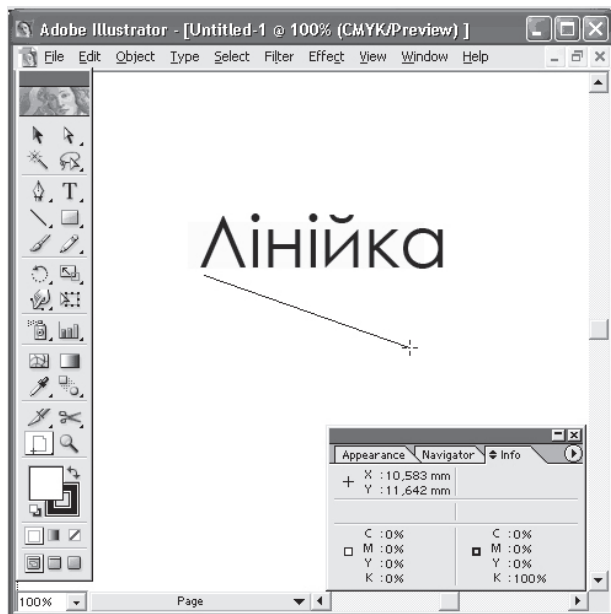 Adobe Illustrator - [Untitled-1 @ 100% (CMYK/Preview) ]
File Edit Object Type Select Filter Effect View Window Help
Лінійка
Appearance Navigator Info
X :10,583 mm
Y :11,642 mm
C :0% C :0%
M :0% M :0%
Y :0% Y :0%
K :0% K :100%
100% Page